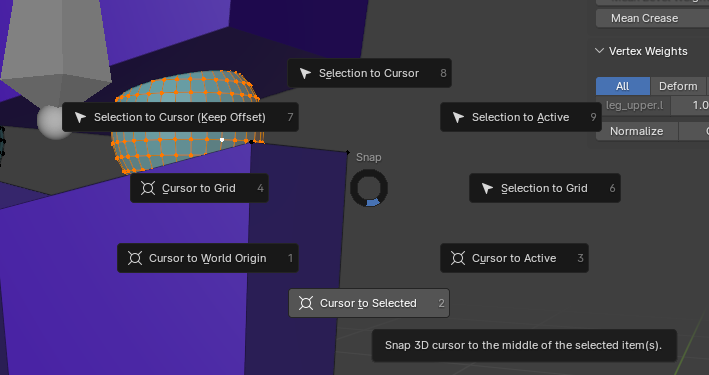 Mean Crease
Vertex Weights
All
Deform
leg_upper.l
1.0
Normalize
Selection to Cursor 8
Selection to Cursor (Keep Offset) 7
Selection to Active 9
Snap
Cursor to Grid 4
Selection to Grid 6
Cursor to World Origin 1
Cursor to Active 3
Cursor to Selected 2
Snap 3D cursor to the middle of the selected item(s).